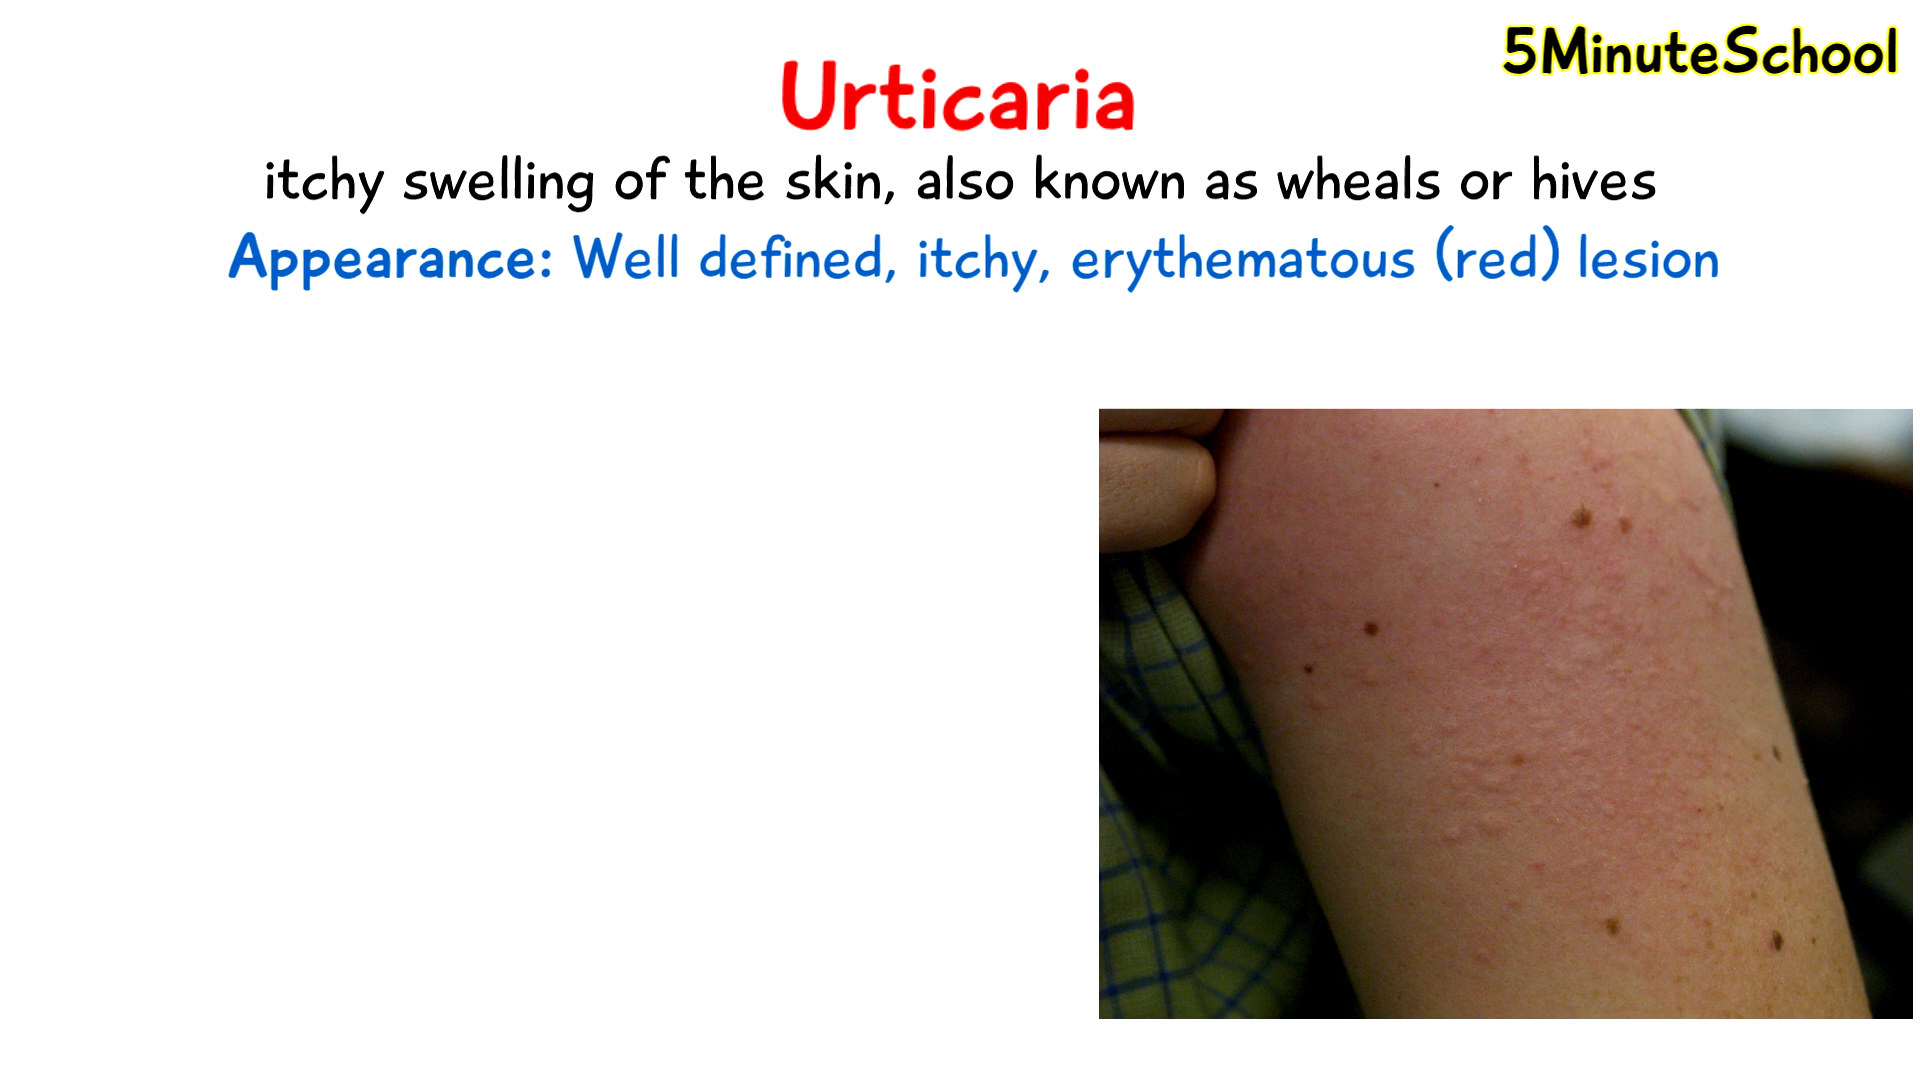 5MinuteSchool
Urticaria
itchy swelling of the skin, also known as wheals or hives
Appearance: Well defined, itchy, erythematous (red) lesion